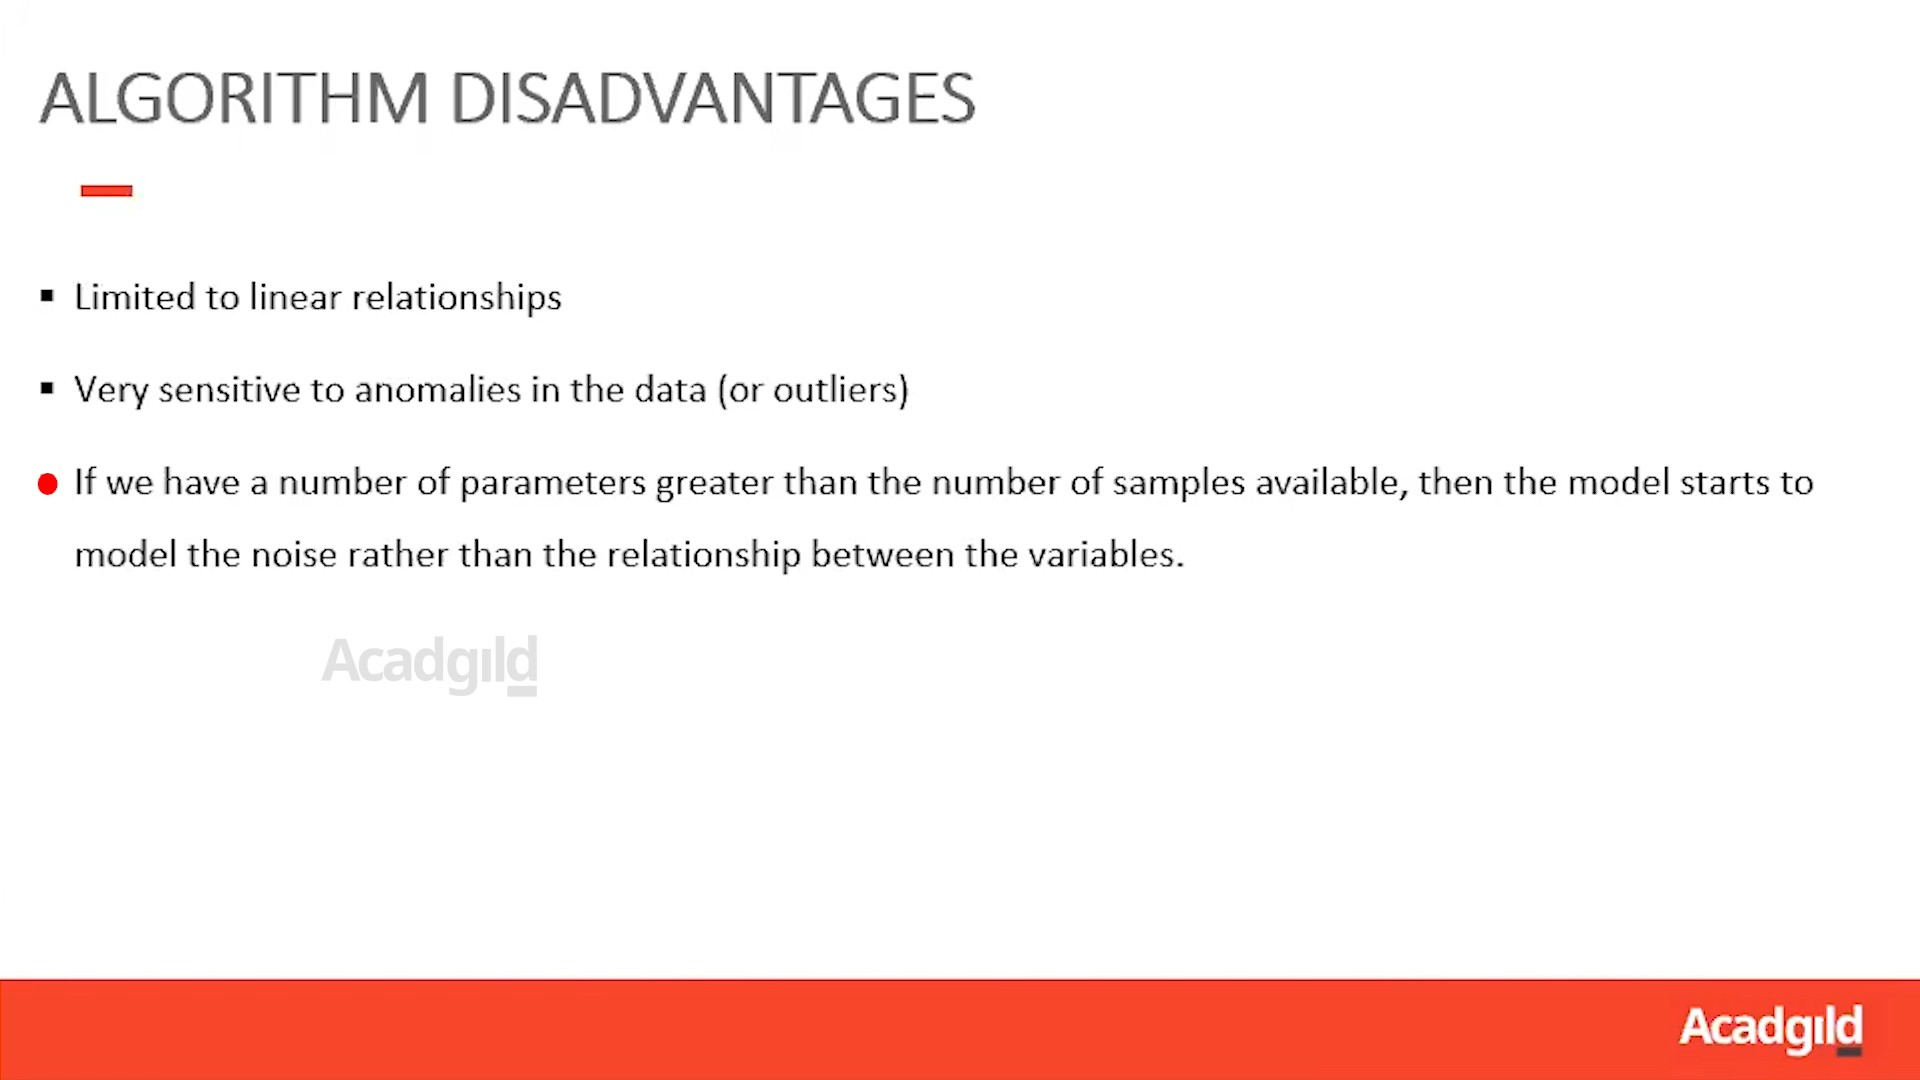 ALGORITHM DISADVANTAGES
▪ Limited to linear relationships
▪ Very sensitive to anomalies in the data (or outliers)
● If we have a number of parameters greater than the number of samples available, then the model starts to
model the noise rather than the relationship between the variables.
Acadgild
Acadgild